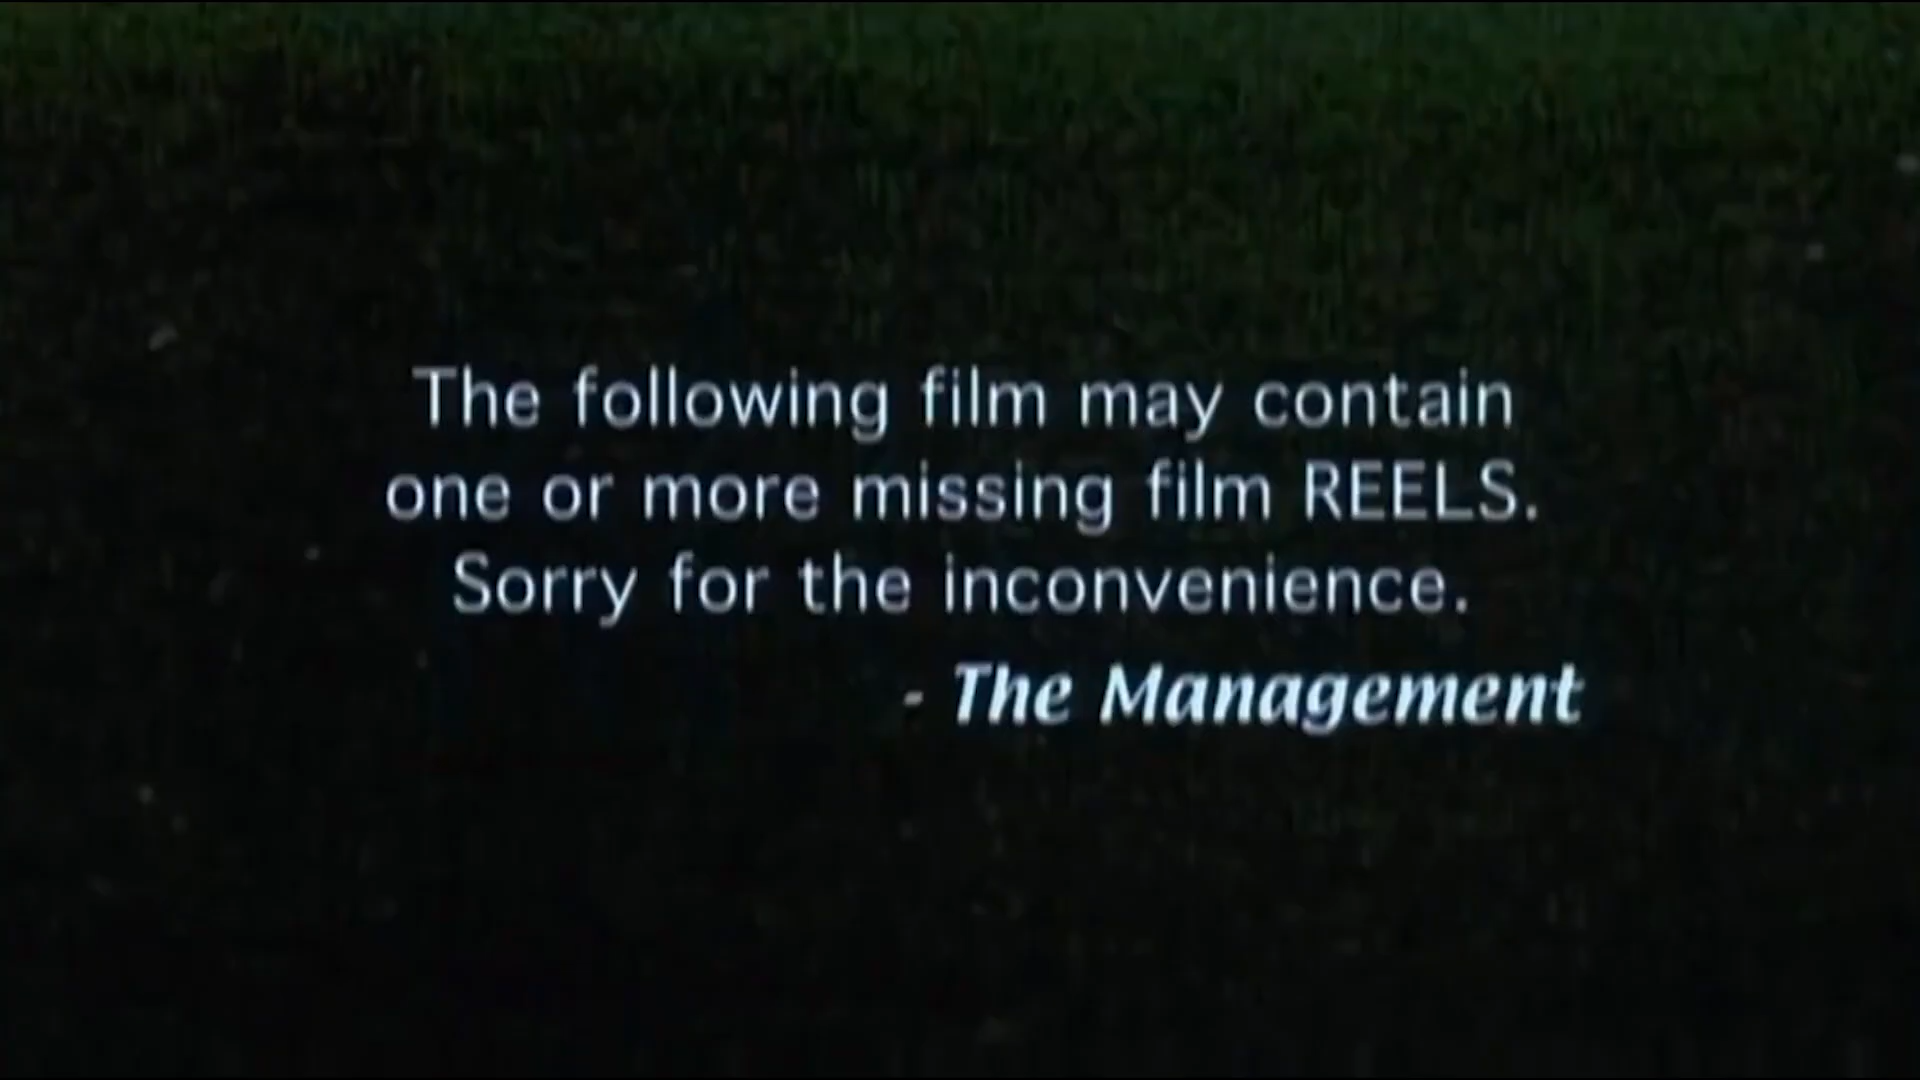 The following film may contain
one or more missing film REELS.
Sorry for the inconvenience.
- The Management